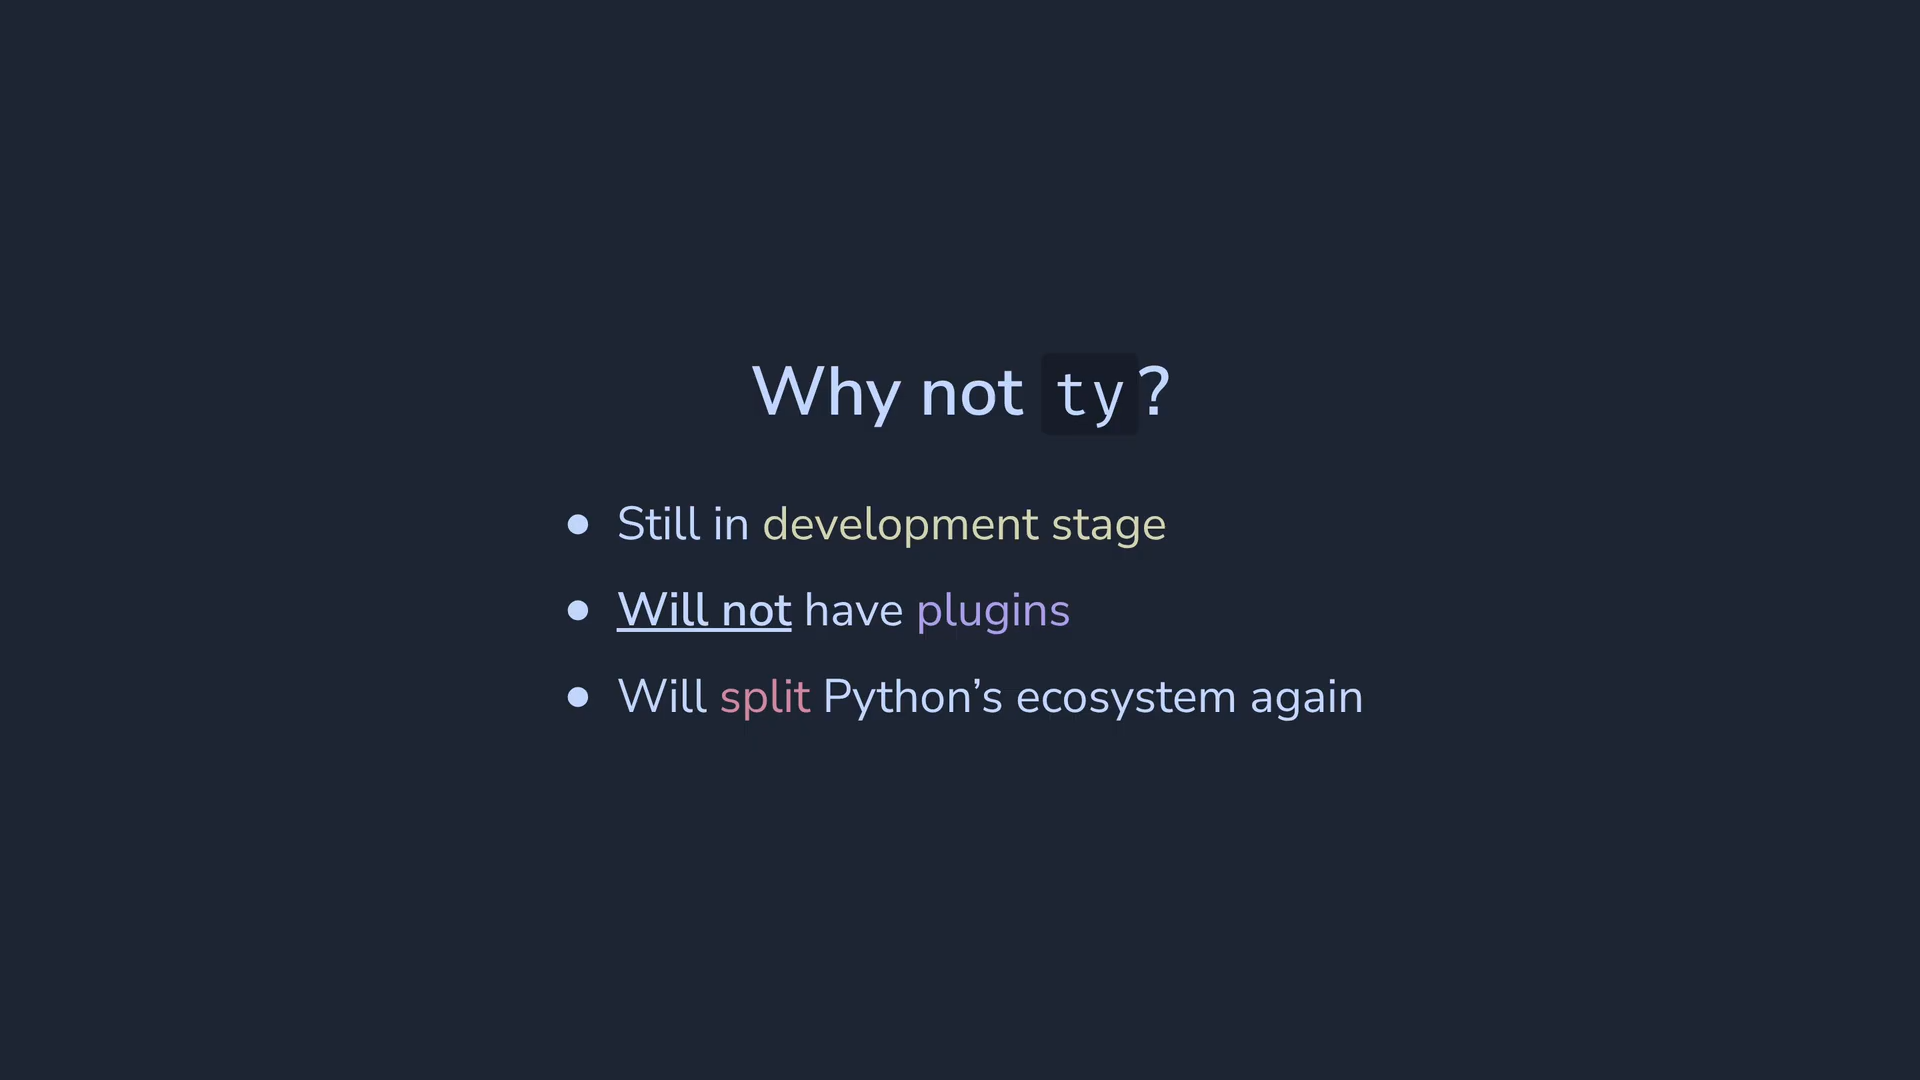 Why not ty?
● Still in development stage
● Will not have plugins
● Will split Python’s ecosystem again